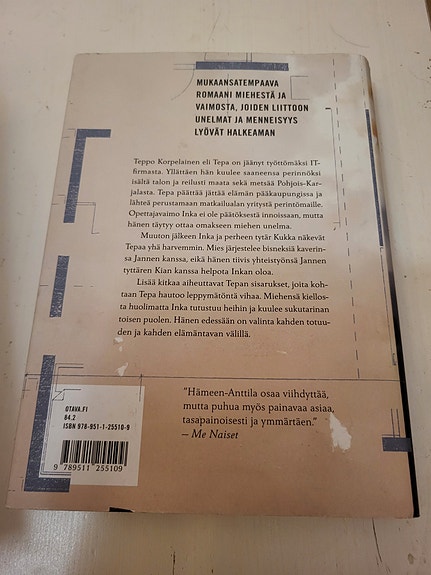 MUKAANSATEMPAAVA
ROMAANI MIEHESTÄ JA
VAIMOSTA, JOIDEN LIITTOON
UNELMAT JA MENNEISYYS
LYÖVÄT HALKEAMAN
Teppo Korpelainen eli Tepa on jäänyt työttömäksi IT-
firmasta. Yllättäen hän kuulee saaneensa perinnöksi
isältä talon ja reilusti maata sekä metsää Pohjois-Kar-
jalasta. Tepa päättää jättää elämän pääkaupungissa ja
lähteä perustamaan matkailualan yritystä perintömaille.
Opettajavaimo Inka ei ole päätöksestä innoissaan, mutta
hänen täytyy ottaa omakseen miehen unelma.
Muuton jälkeen Inka ja perheen tytär Kukka näkevät
Tepaa yhä harvemmin. Mies järjestelee bisneksiä kaverin-
sa Jannen kanssa, eikä hänen tiivis yhteytensä Jannen
tyttären Kian kanssa helpota Inkan oloa.
Lisää kitkaa aiheuttavat Tepan sisarukset, joita koh-
taan Tepa hautoo leppymätöntä vihaa. Miehensä kiellos-
ta huolimatta Inka tutustuu heihin ja kuulee sukutarinan
toisen puolen. Hänen edessään on valinta kahden totuu-
den ja kahden elämäntavan välillä.
"Hämeen-Anttila osaa viihdyttää,
mutta puhua myös painavaa asiaa,
tasapainoisesti ja ymmärtäen."
– Me Naiset
OTAVA.FI
84.2
ISBN 978-951-1-25510-9
9 789511 255109